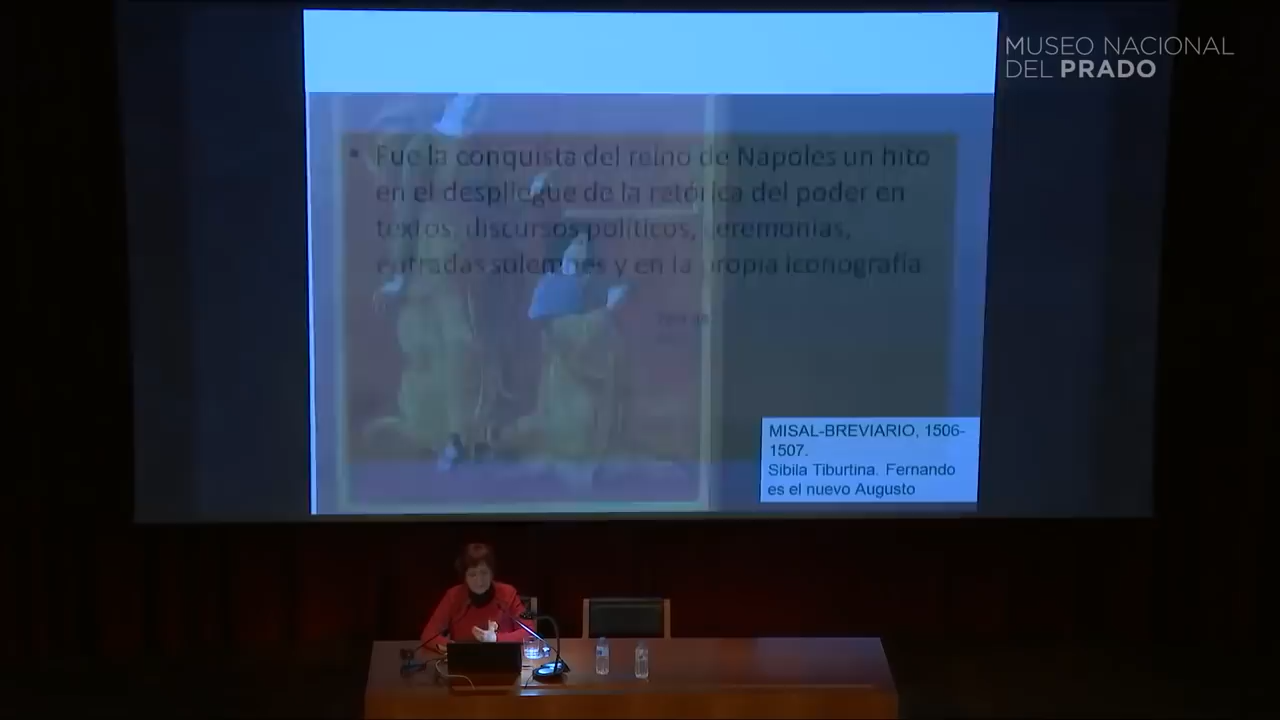 MUSEO NACIONAL
DEL PRADO
• Fue la conquista del reino de Napoles un hito
en el despliegue de la retórica del poder en
textos, discursos políticos, ceremonias,
entradas solemnes y en la propia iconografía
MISAL-BREVIARIO, 1506-
1507.
Sibila Tiburtina. Fernando
es el nuevo Augusto